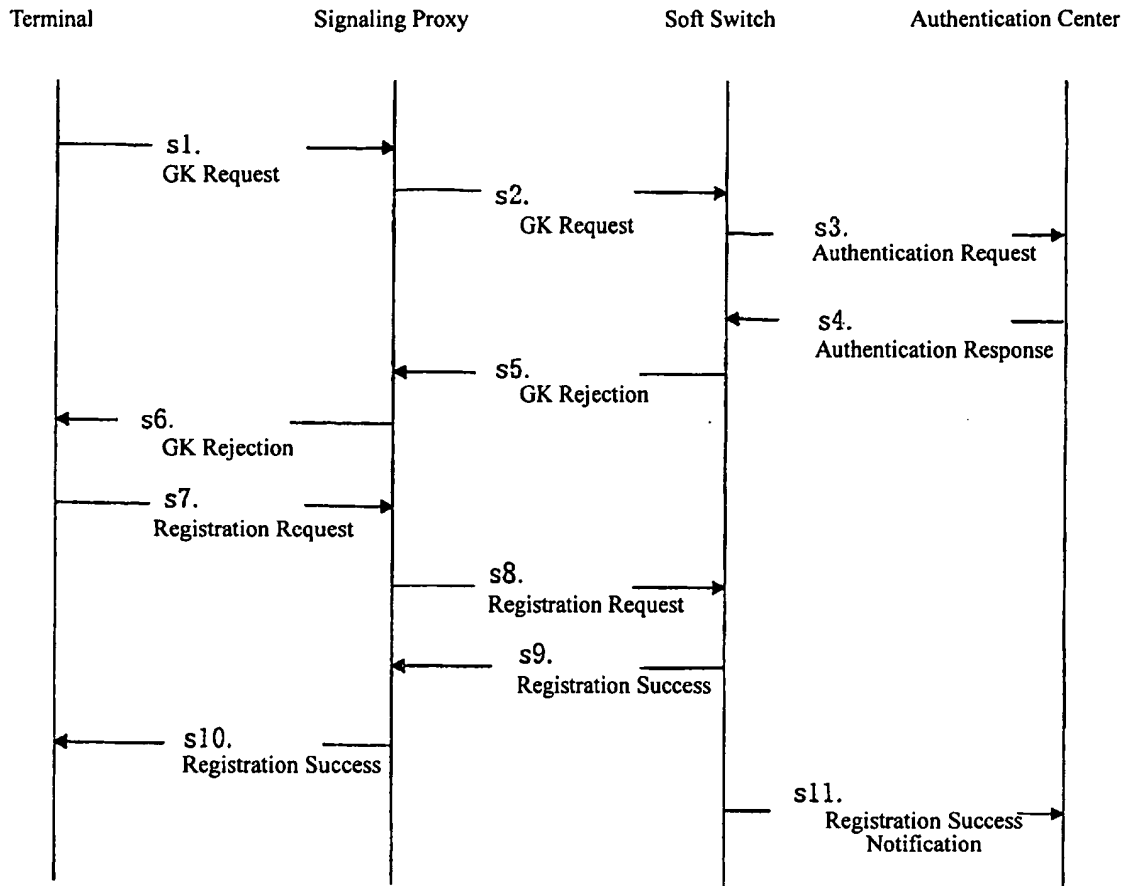 Terminal
Signaling Proxy
Soft Switch
Authentication Center
s1.
GK Request
s2.
GK Request
s3.
Authentication Request
s4.
Authentication Response
s5.
GK Rejection
s6.
GK Rejection
s7.
Registration Request
s8.
Registration Request
s9.
Registration Success
s10.
Registration Success
s11.
Registration Success
Notification